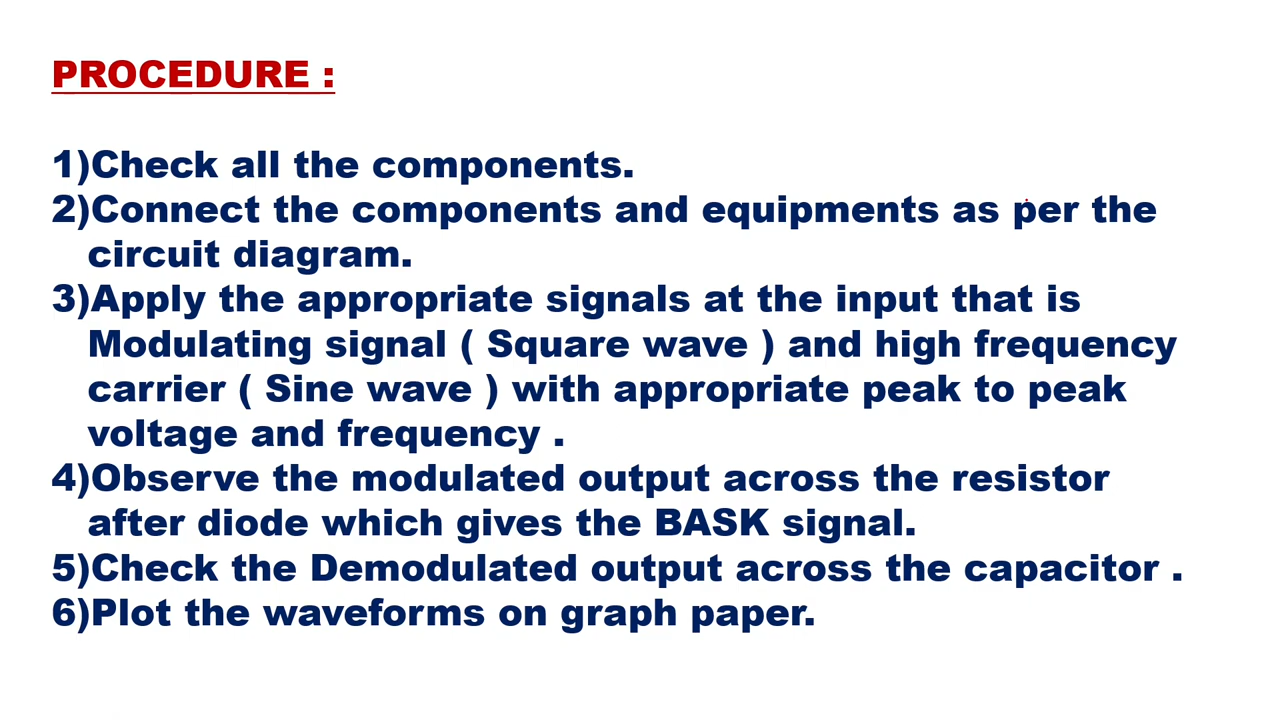 PROCEDURE :
1)Check all the components.
2)Connect the components and equipments as per the
circuit diagram.
3)Apply the appropriate signals at the input that is
Modulating signal ( Square wave ) and high frequency
carrier ( Sine wave ) with appropriate peak to peak
voltage and frequency .
4)Observe the modulated output across the resistor
after diode which gives the BASK signal.
5)Check the Demodulated output across the capacitor .
6)Plot the waveforms on graph paper.